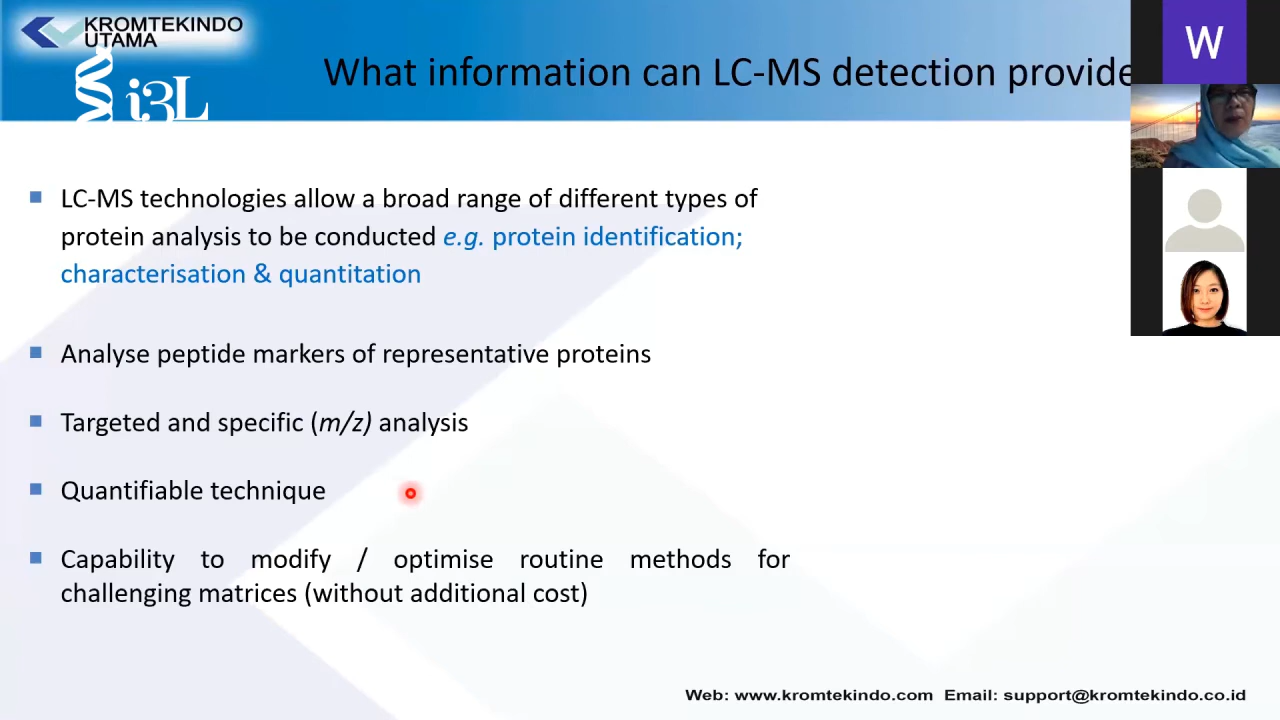 KROMTEKINDO
UTAMA
i3L
What information can LC-MS detection provide
W
LC-MS technologies allow a broad range of different types of
protein analysis to be conducted e.g. protein identification;
characterisation & quantitation
Analyse peptide markers of representative proteins
Targeted and specific (m/z) analysis
Quantifiable technique
Capability to modify / optimise routine methods for
challenging matrices (without additional cost)
Web: www.kromtekindo.com Email: support@kromtekindo.co.id